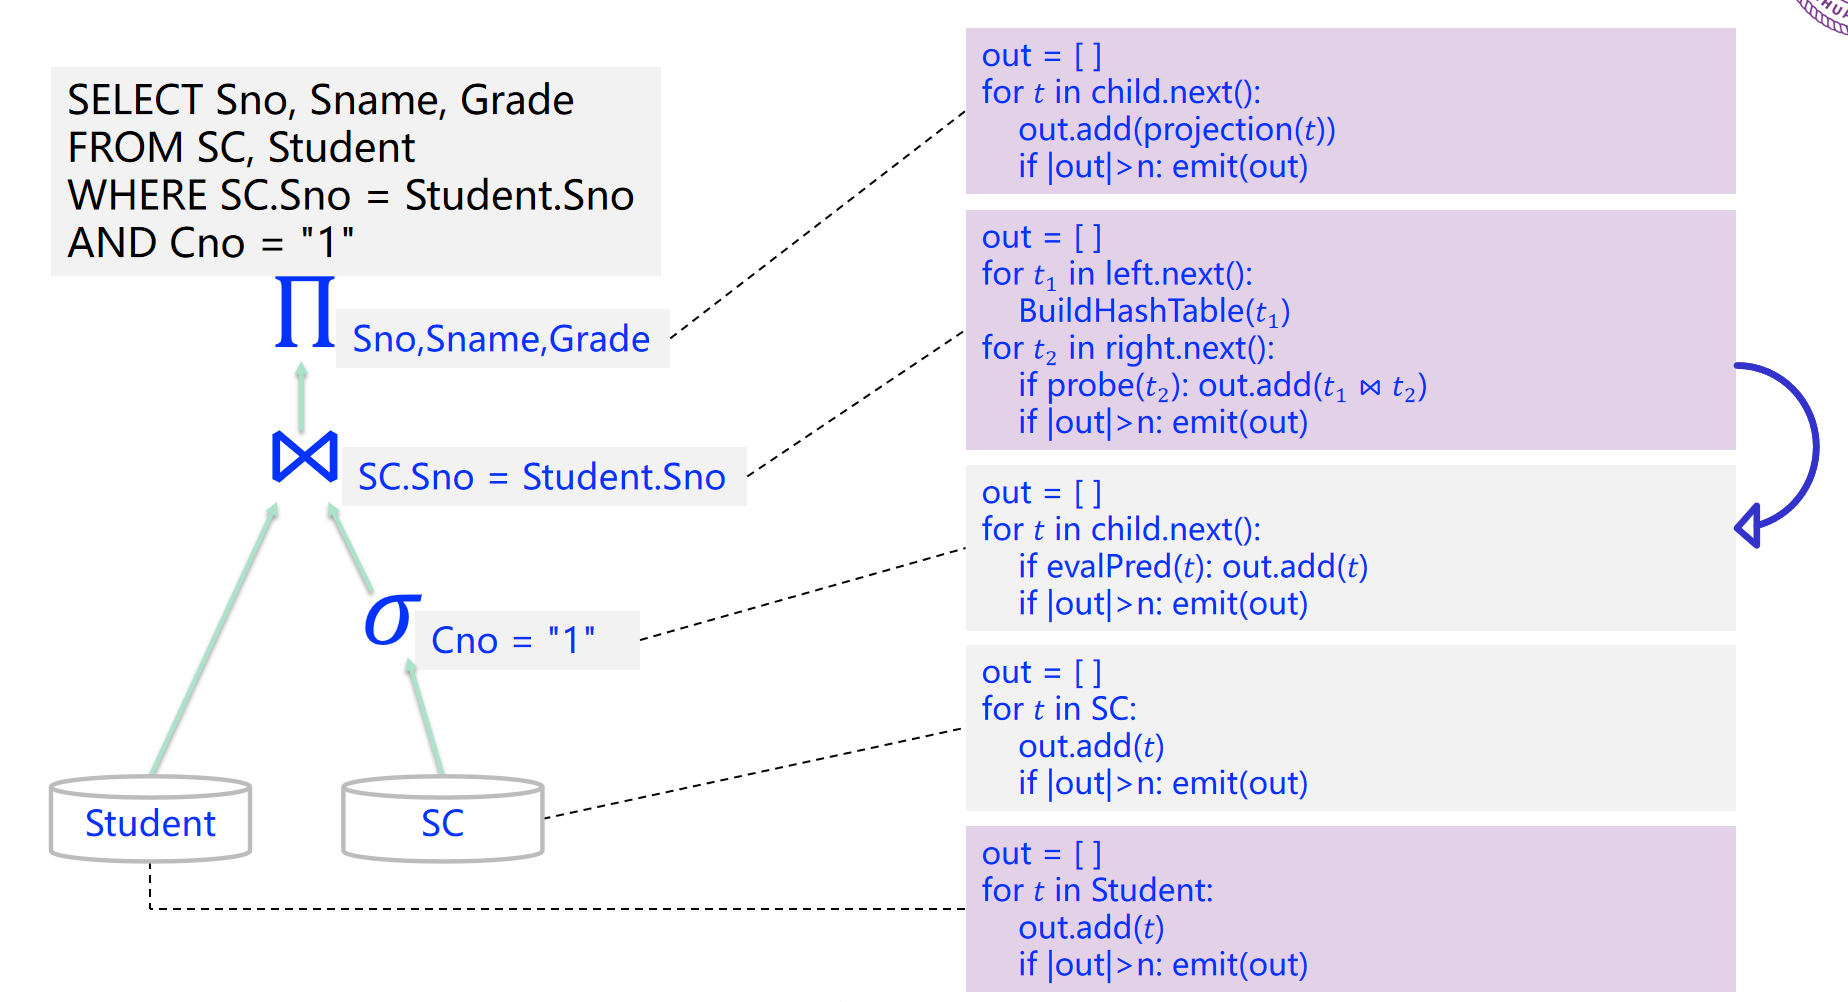 SELECT Sno, Sname, Grade
FROM SC, Student
WHERE SC.Sno = Student.Sno
AND Cno = "1"
∏
Sno,Sname,Grade
⋈
SC.Sno = Student.Sno
σ
Cno = "1"
Student
SC
out = [ ]
for t in child.next():
out.add(projection(t))
if |out|>n: emit(out)
out = [ ]
for t₁ in left.next():
BuildHashTable(t₁)
for t₂ in right.next():
if probe(t₂): out.add(t₁ ⋈ t₂)
if |out|>n: emit(out)
out = [ ]
for t in child.next():
if evalPred(t): out.add(t)
if |out|>n: emit(out)
out = [ ]
for t in SC:
out.add(t)
if |out|>n: emit(out)
out = [ ]
for t in Student:
out.add(t)
if |out|>n: emit(out)